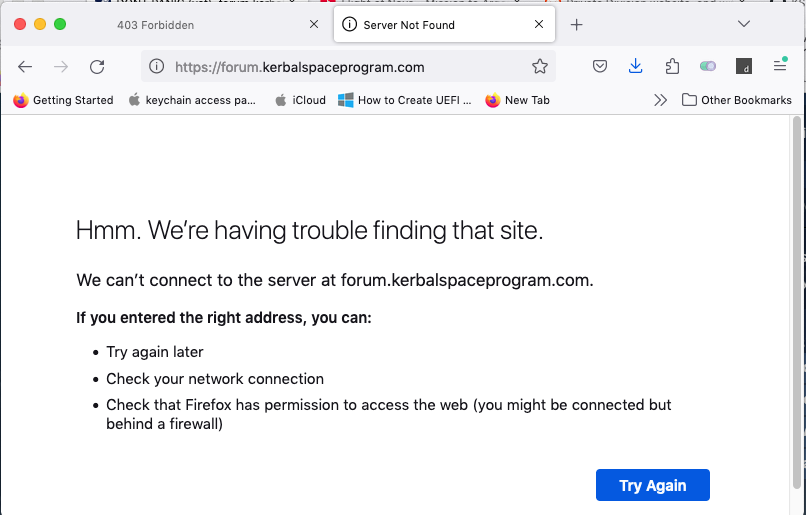 403 Forbidden
Server Not Found
https://forum.kerbalspaceprogram.com
Getting Started
keychain access pa...
iCloud
How to Create UEFI ...
New Tab
Other Bookmarks
Hmm. We're having trouble finding that site.
We can't connect to the server at forum.kerbalspaceprogram.com.
If you entered the right address, you can:
Try again later
Check your network connection
Check that Firefox has permission to access the web (you might be connected but
behind a firewall)
Try Again